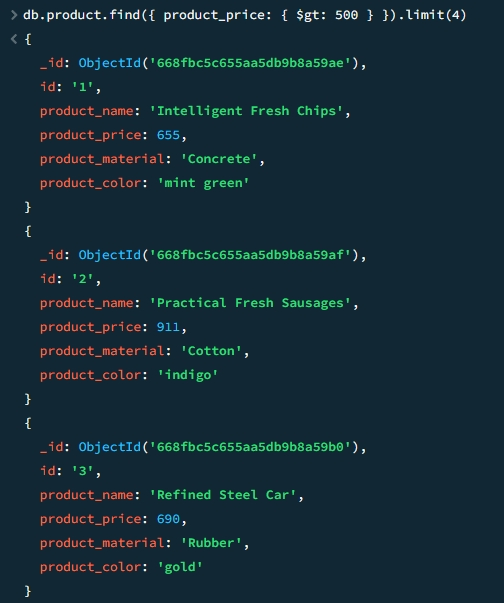 > db.product.find({ product_price: { $gt: 500 } }).limit(4)
< {
_id: ObjectId('668fbc5c655aa5db9b8a59ae'),
id: '1',
product_name: 'Intelligent Fresh Chips',
product_price: 655,
product_material: 'Concrete',
product_color: 'mint green'
}
{
_id: ObjectId('668fbc5c655aa5db9b8a59af'),
id: '2',
product_name: 'Practical Fresh Sausages',
product_price: 911,
product_material: 'Cotton',
product_color: 'indigo'
}
{
_id: ObjectId('668fbc5c655aa5db9b8a59b0'),
id: '3',
product_name: 'Refined Steel Car',
product_price: 690,
product_material: 'Rubber',
product_color: 'gold'
}